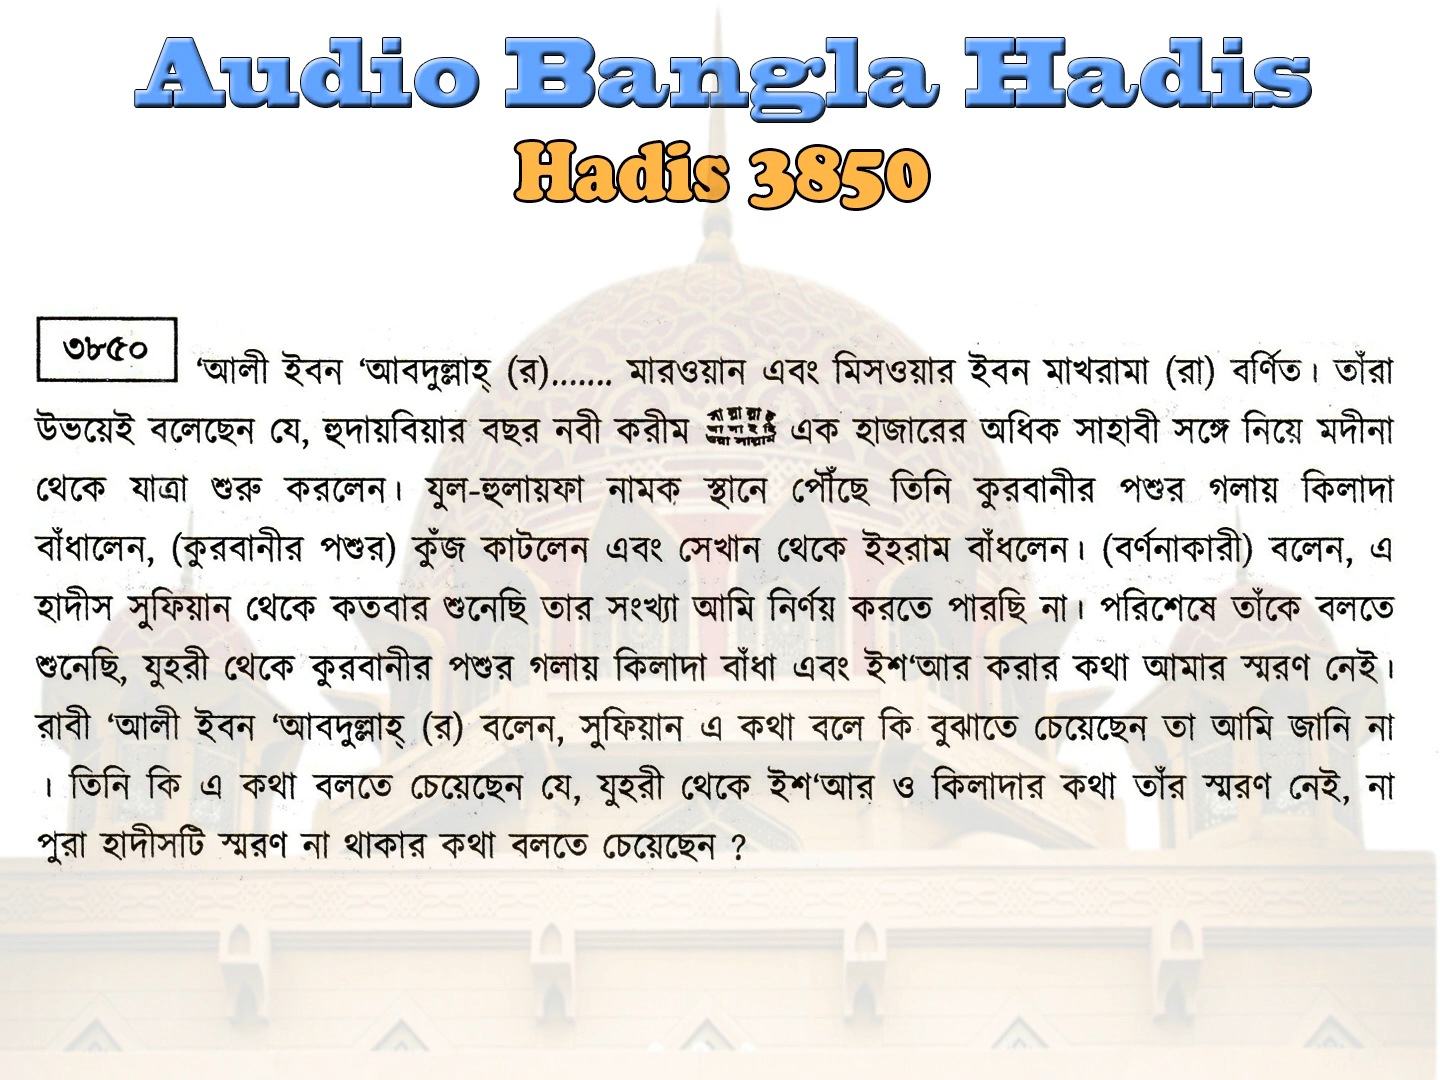 Audio Bangla Hadis
Hadis 3850
৩৮৫০
‘আলী ইবন ‘আবদুল্লাহ্ (র)....... মারওয়ান এবং মিসওয়ার ইবন মাখরামা (রা) বর্ণিত। তাঁরা
উভয়েই বলেছেন যে, হুদায়বিয়ার বছর নবী করীম এক হাজারের অধিক সাহাবী সঙ্গে নিয়ে মদীনা
থেকে যাত্রা শুরু করলেন। যুল-হুলায়ফা নামক স্থানে পৌঁছে তিনি কুরবানীর পশুর গলায় কিলাদা
বাঁধালেন, (কুরবানীর পশুর) কুঁজ কাটলেন এবং সেখান থেকে ইহরাম বাঁধলেন। (বর্ণনাকারী) বলেন, এ
হাদীস সুফিয়ান থেকে কতবার শুনেছি তার সংখ্যা আমি নির্ণয় করতে পারছি না। পরিশেষে তাঁকে বলতে
শুনেছি, যুহরী থেকে কুরবানীর পশুর গলায় কিলাদা বাঁধা এবং ইশ‘আর করার কথা আমার স্মরণ নেই।
রাবী ‘আলী ইবন ‘আবদুল্লাহ্ (র) বলেন, সুফিয়ান এ কথা বলে কি বুঝাতে চেয়েছেন তা আমি জানি না
। তিনি কি এ কথা বলতে চেয়েছেন যে, যুহরী থেকে ইশ‘আর ও কিলাদার কথা তাঁর স্মরণ নেই, না
পুরা হাদীসটি স্মরণ না থাকার কথা বলতে চেয়েছেন ?